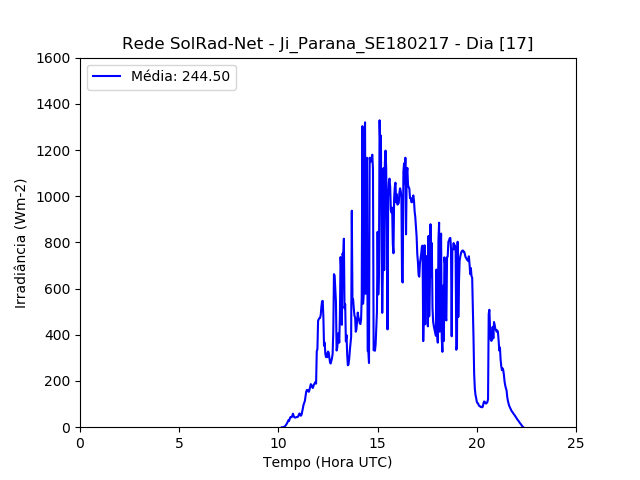 Rede SolRad-Net - Ji_Parana_SE180217 - Dia [17]
Média: 244.50
Irradiância (Wm-2)
1600
1400
1200
1000
800
600
400
200
0
0 5 10 15 20 25
Tempo (Hora UTC)